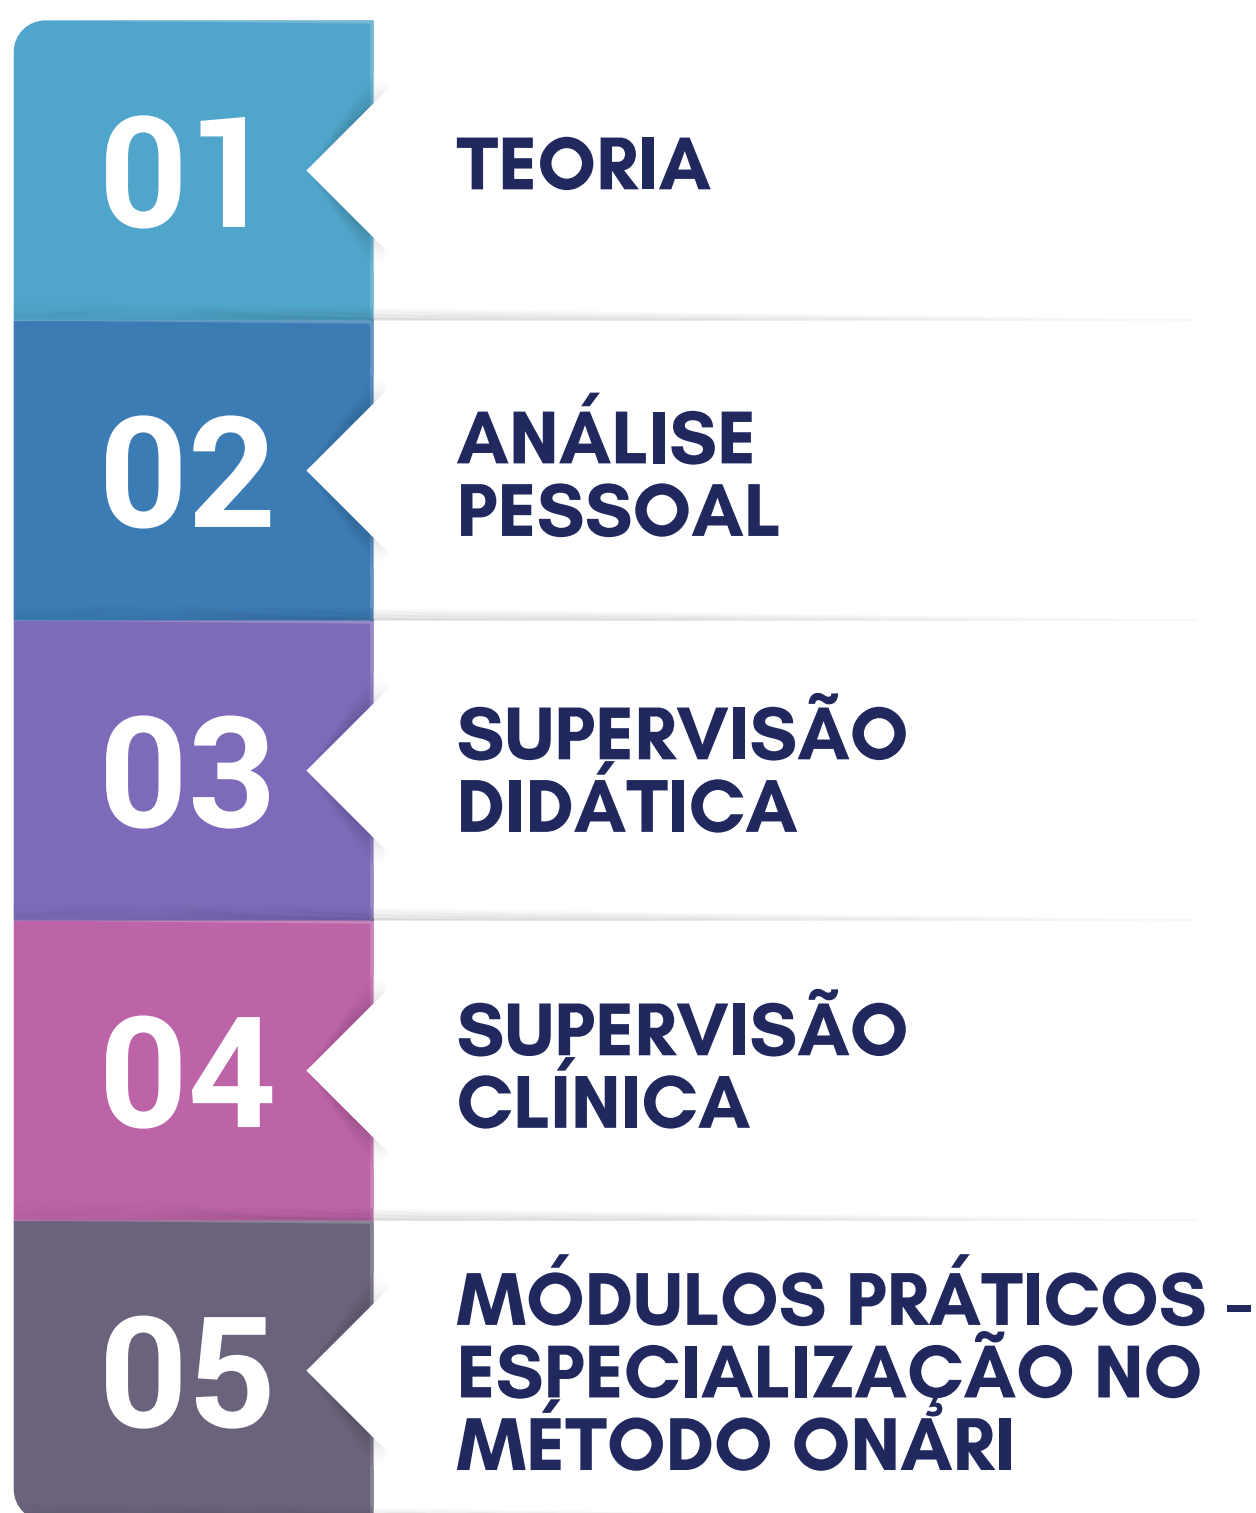 01
TEORIA
02
ANÁLISE
PESSOAL
03
SUPERVISÃO
DIDÁTICA
04
SUPERVISÃO
CLÍNICA
05
MÓDULOS PRÁTICOS –
ESPECIALIZAÇÃO NO
MÉTODO ONARI